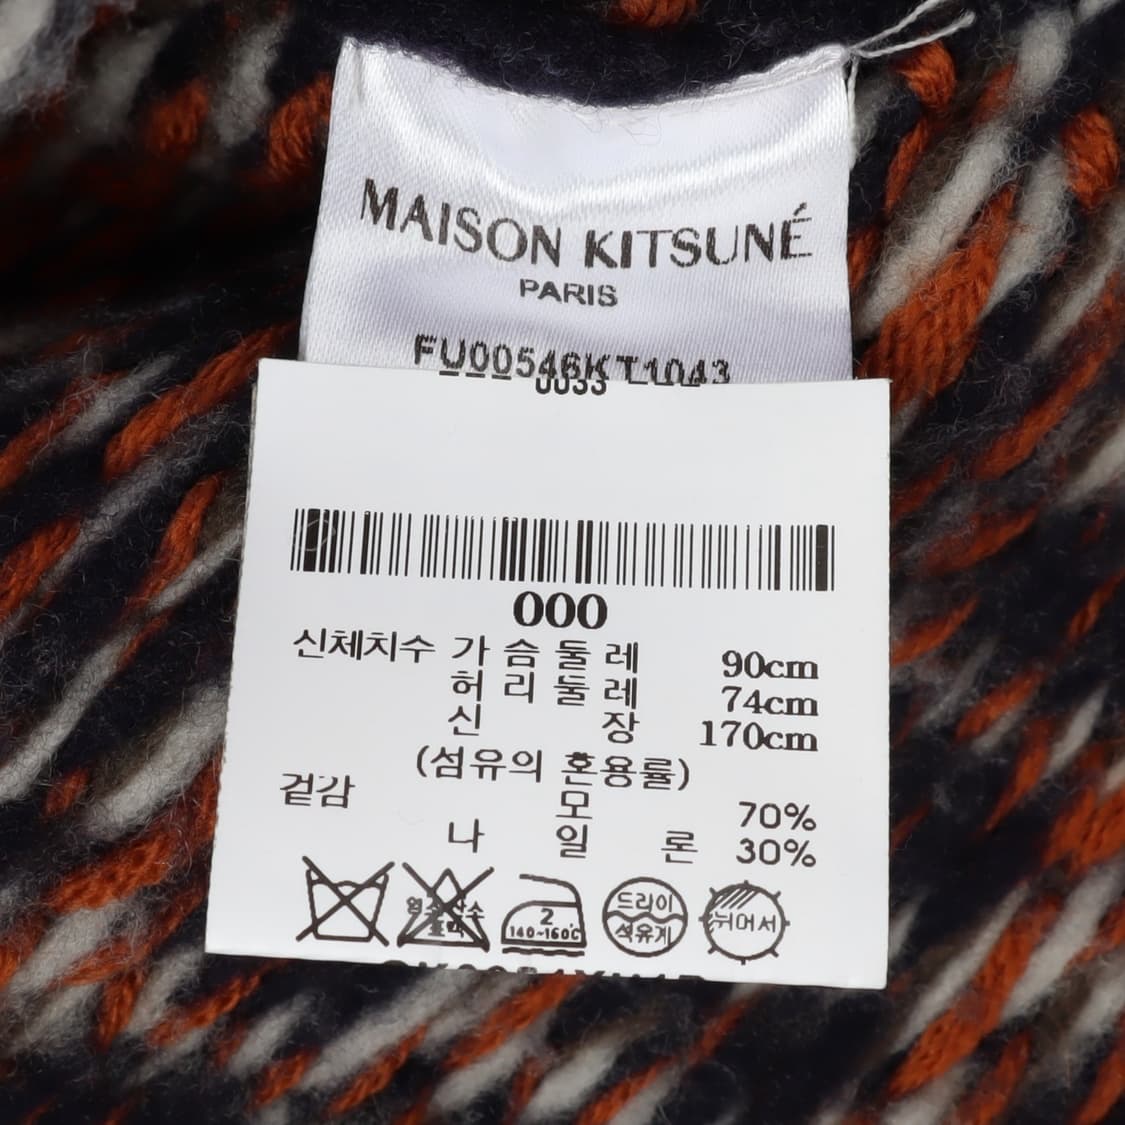 MAISON KITSUNÉ
PARIS
FU00546KT1043
0033
000
신체치수 가 슴 둘 레 90cm
허 리 둘 레 74cm
신 장 170cm
(섬유의 혼용률)
겉감
모 70%
나 일 론 30%
2
140~160℃
드라이
석유계
뉘어서